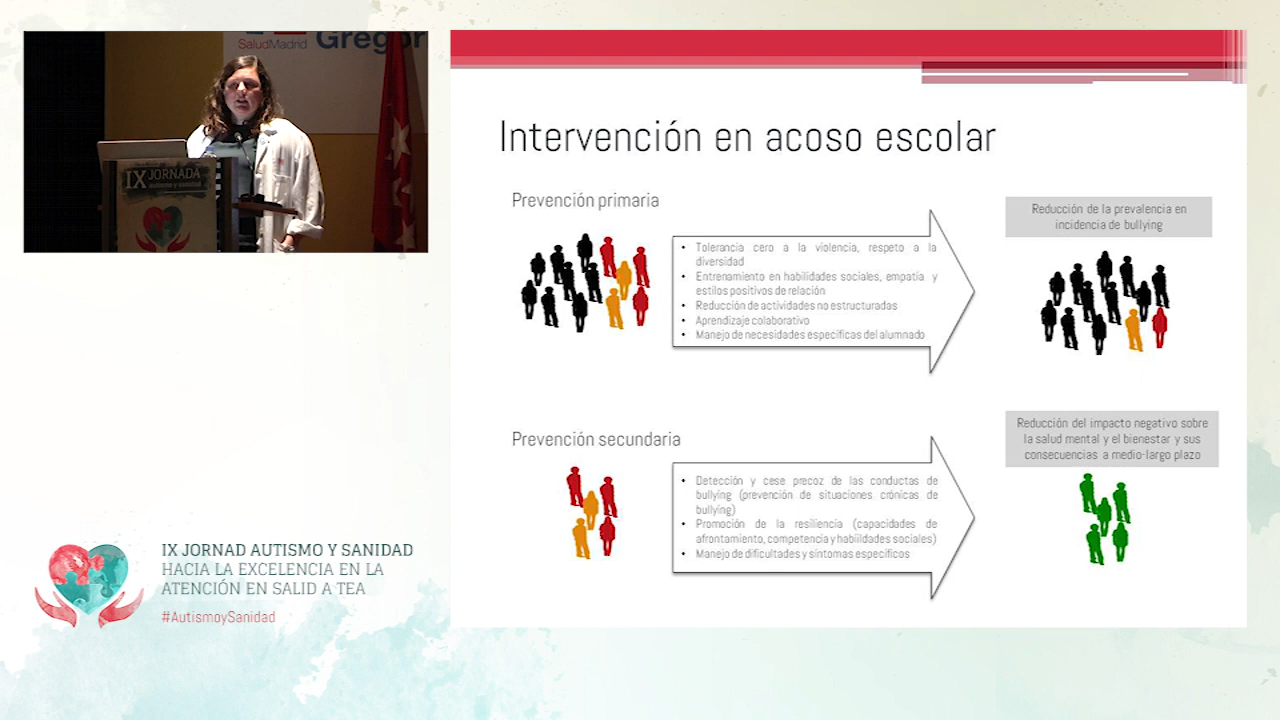 SaludMadrid
Gregor
IX JORNADA
autismo y sanidad
Intervención en acoso escolar
Prevención primaria
• Tolerancia cero a la violencia, respeto a la
diversidad
• Entrenamiento en habilidades sociales, empatía y
estilos positivos de relación
• Reducción de actividades no estructuradas
• Aprendizaje colaborativo
• Manejo de necesidades específicas del alumnado
Reducción de la prevalencia en
incidencia de bullying
Prevención secundaria
• Detección y cese precoz de las conductas de
bullying (prevención de situaciones crónicas de
bullying)
• Promoción de la resiliencia (capacidades de
afrontamiento, competencia y habiildades sociales)
• Manejo de dificultades y síntomas específicos
Reducción del impacto negativo sobre
la salud mental y el bienestar y sus
consecuencias a medio-largo plazo
IX JORNAD AUTISMO Y SANIDAD
HACIA LA EXCELENCIA EN LA
ATENCIÓN EN SALID A TEA
#AutismoySanidad